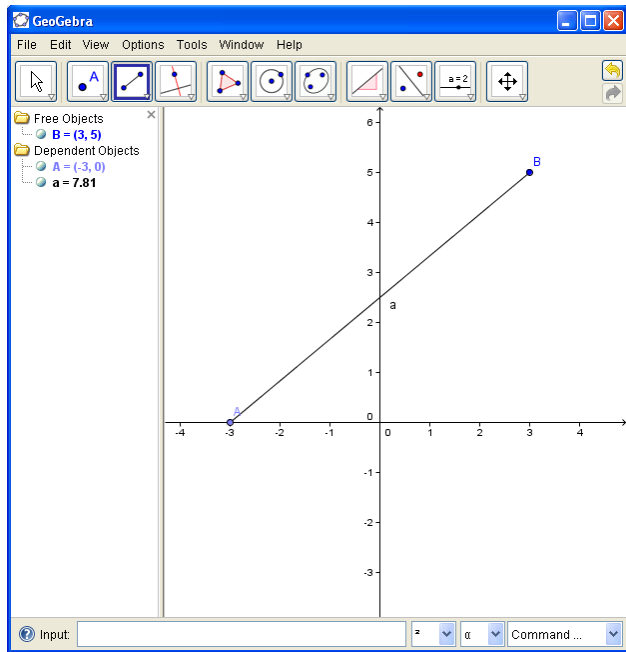 GeoGebra
File Edit View Options Tools Window Help
A
a = 2
Free Objects
B = (3, 5)
Dependent Objects
A = (-3, 0)
a = 7.81
6
B
5
4
3
a
2
1
A
0
-4 -3 -2 -1 0 1 2 3 4
-1
-2
-3
Input: ² α Command ...